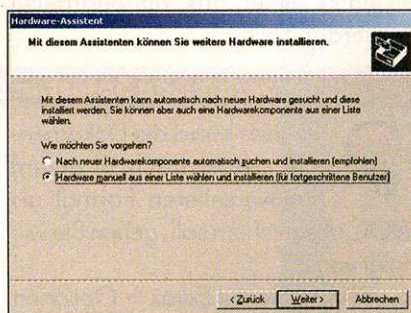 Hardware-Assistent
Mit diesem Assistenten können Sie weitere Hardware installieren.
Mit diesem Assistenten kann automatisch nach neuer Hardware gesucht und diese
installiert werden. Sie können aber auch eine Hardwarekomponente aus einer Liste
wählen.
Wie möchten Sie vorgehen?
Nach neuer Hardwarekomponente automatisch suchen und installieren (empfohlen)
Hardware manuell aus einer Liste wählen und installieren (für fortgeschrittene Benutzer)
< Zurück Weiter > Abbrechen